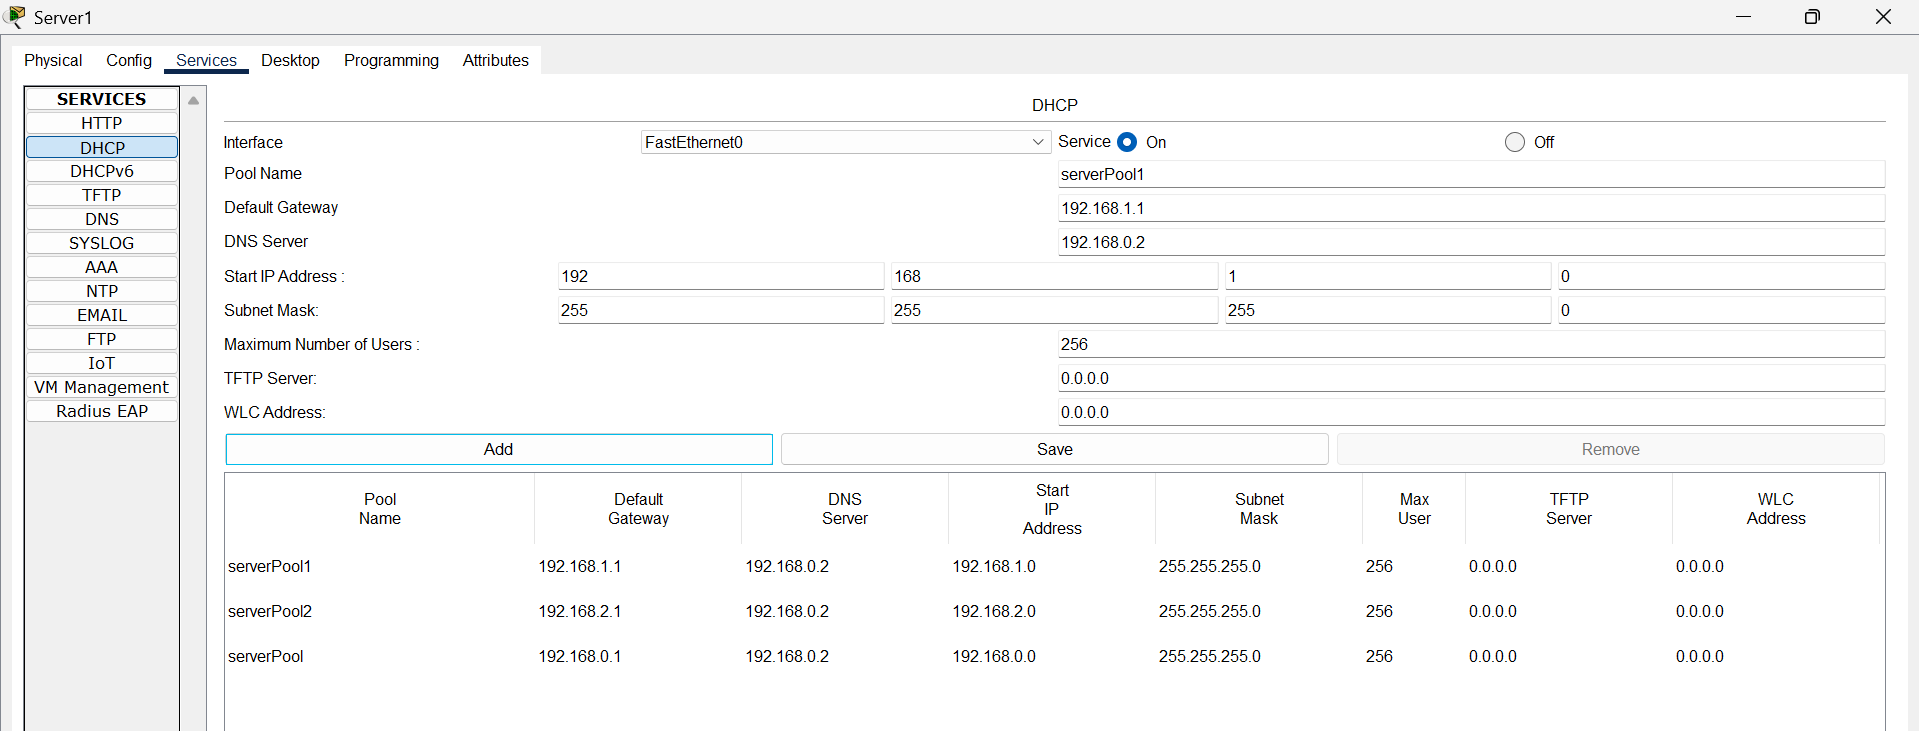 Server1
Physical Config Services Desktop Programming Attributes
SERVICES
HTTP
DHCP
DHCPv6
TFTP
DNS
SYSLOG
AAA
NTP
EMAIL
FTP
IoT
VM Management
Radius EAP
DHCP
Interface FastEthernet0 Service On Off
Pool Name serverPool1
Default Gateway 192.168.1.1
DNS Server 192.168.0.2
Start IP Address : 192 168 1 0
Subnet Mask: 255 255 255 0
Maximum Number of Users : 256
TFTP Server: 0.0.0.0
WLC Address: 0.0.0.0
Add Save Remove
Pool Name Default Gateway DNS Server Start IP Address Subnet Mask Max User TFTP Server WLC Address
serverPool1 192.168.1.1 192.168.0.2 192.168.1.0 255.255.255.0 256 0.0.0.0 0.0.0.0
serverPool2 192.168.2.1 192.168.0.2 192.168.2.0 255.255.255.0 256 0.0.0.0 0.0.0.0
serverPool 192.168.0.1 192.168.0.2 192.168.0.0 255.255.255.0 256 0.0.0.0 0.0.0.0